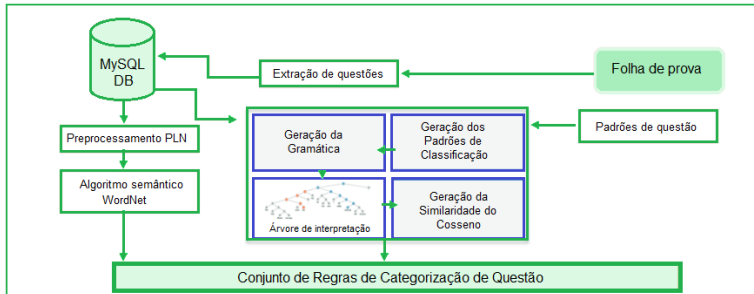 MySQL
DB
Extração de questões
Folha de prova
Preprocessamento PLN
Geração da
Gramática
Geração dos
Padrões de
Classificação
Padrões de questão
Algoritmo semântico
WordNet
Árvore de interpretação
Geração da
Similaridade do
Cosseno
Conjunto de Regras de Categorização de Questão